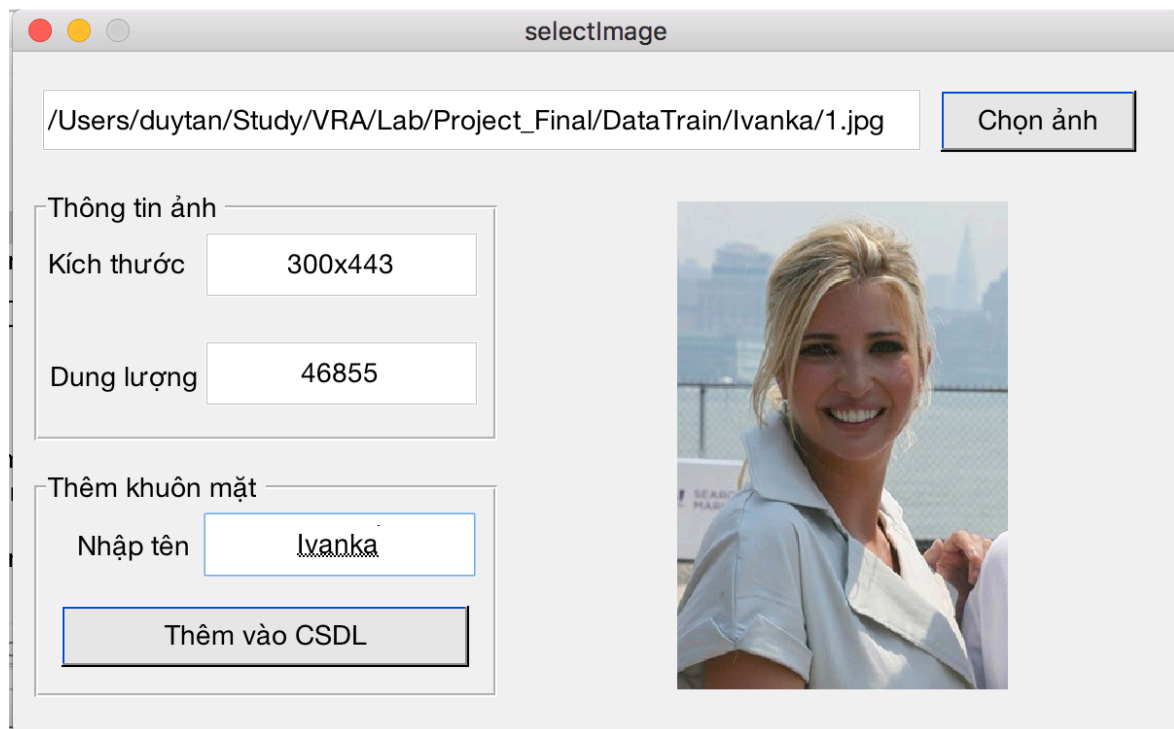 selectImage
/Users/duytan/Study/VRA/Lab/Project_Final/DataTrain/Ivanka/1.jpg
Chọn ảnh
Thông tin ảnh
Kích thước
300x443
Dung lượng
46855
Thêm khuôn mặt
Nhập tên
Ivanka
Thêm vào CSDL